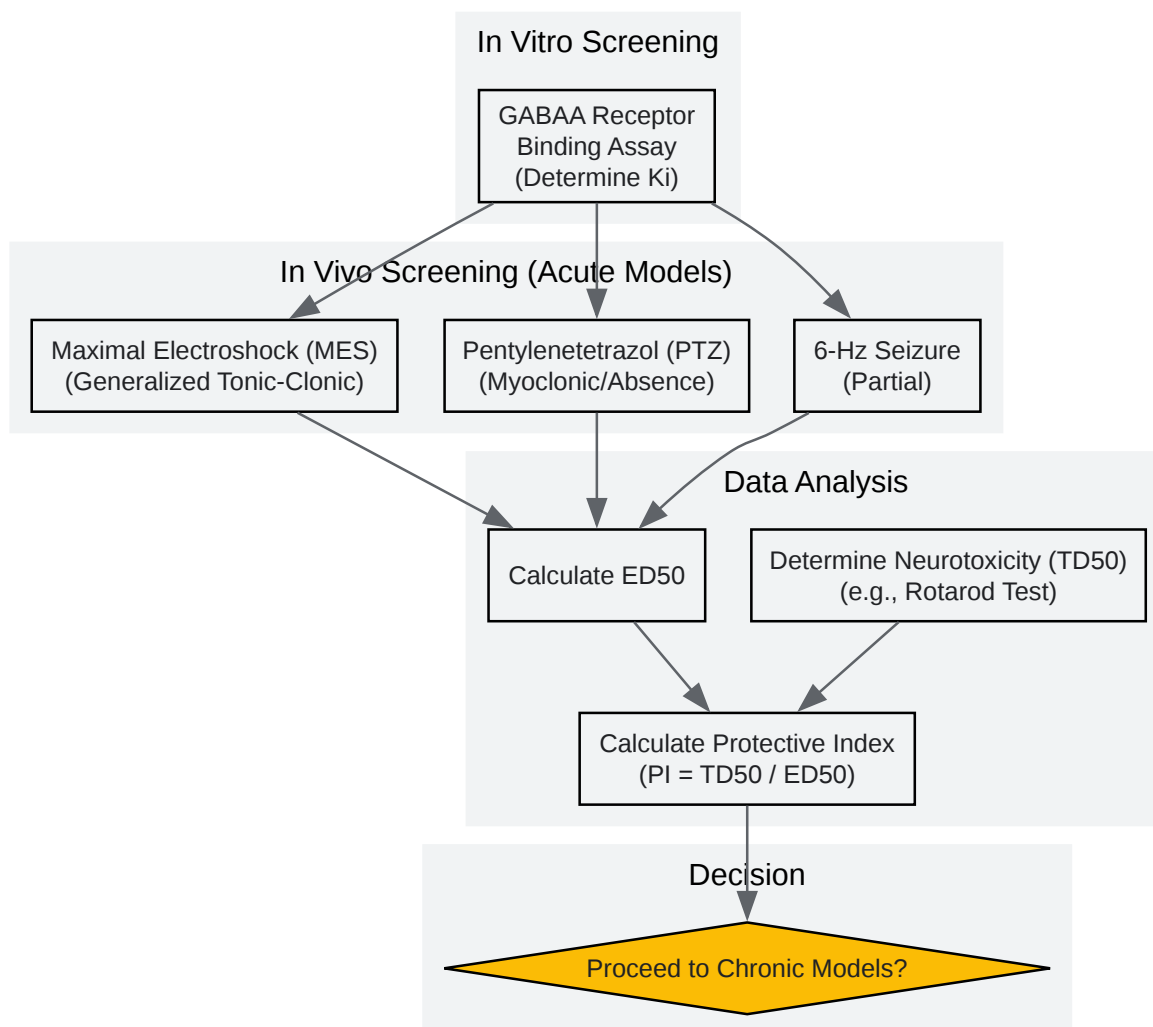 In Vitro Screening
GABAA Receptor
Binding Assay
(Determine Ki)
In Vivo Screening (Acute Models)
Maximal Electroshock (MES)
(Generalized Tonic-Clonic)
Pentylenetetrazol (PTZ)
(Myoclonic/Absence)
6-Hz Seizure
(Partial)
Data Analysis
Calculate ED50
Determine Neurotoxicity (TD50)
(e.g., Rotarod Test)
Calculate Protective Index
(PI = TD50 / ED50)
Decision
Proceed to Chronic Models?